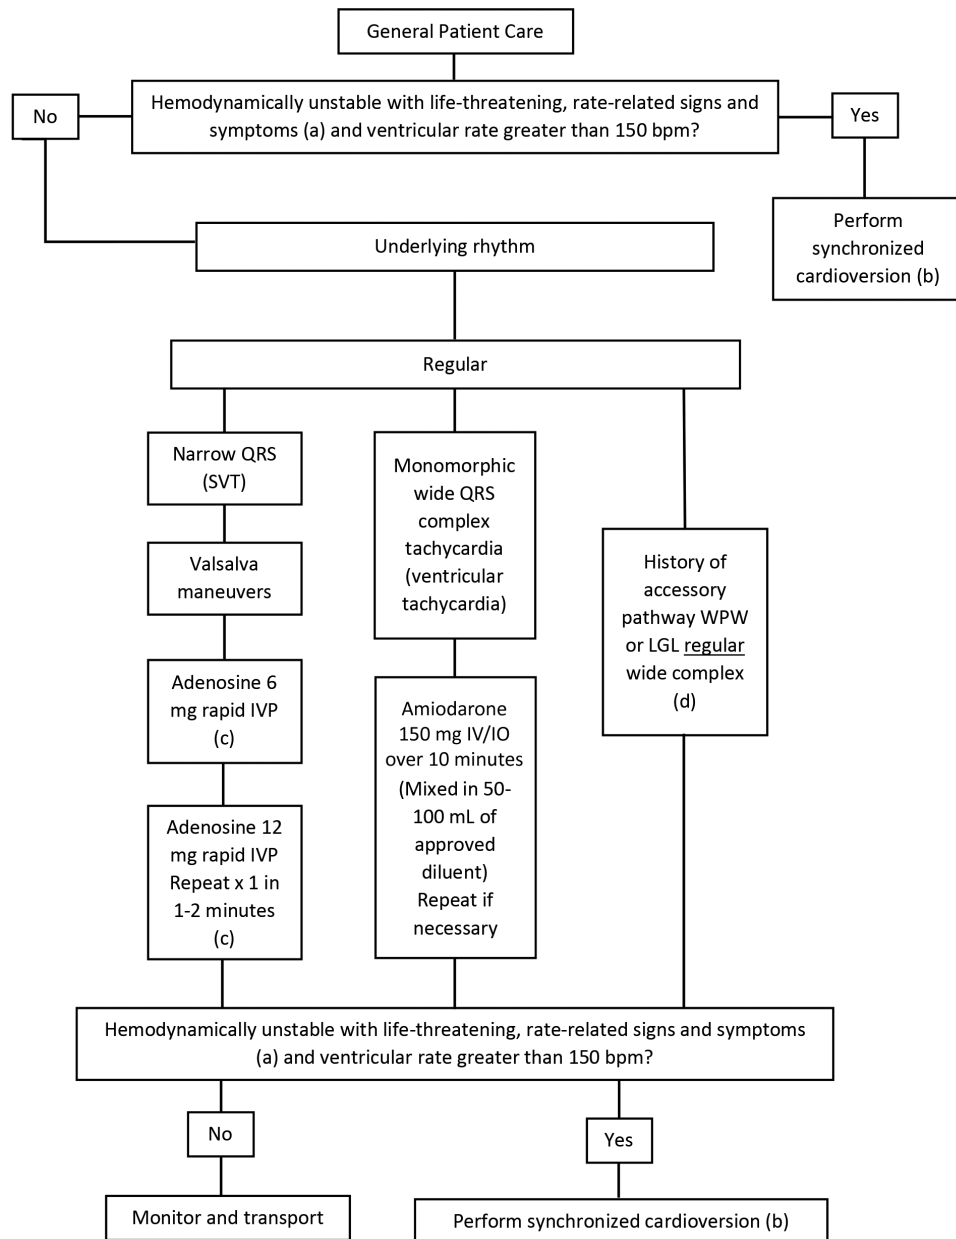 General Patient Care
No
Hemodynamically unstable with life-threatening, rate-related signs and
symptoms (a) and ventricular rate greater than 150 bpm?
Yes
Perform
synchronized
cardioversion (b)
Underlying rhythm
Regular
Narrow QRS
(SVT)
Valsalva
maneuvers
Adenosine 6
mg rapid IVP
(c)
Adenosine 12
mg rapid IVP
Repeat x 1 in
1-2 minutes
(c)
Monomorphic
wide QRS
complex
tachycardia
(ventricular
tachycardia)
Amiodarone
150 mg IV/IO
over 10 minutes
(Mixed in 50-
100 mL of
approved
diluent)
Repeat if
necessary
History of
accessory
pathway WPW
or LGL regular
wide complex
(d)
Hemodynamically unstable with life-threatening, rate-related signs and symptoms
(a) and ventricular rate greater than 150 bpm?
No
Monitor and transport
Yes
Perform synchronized cardioversion (b)